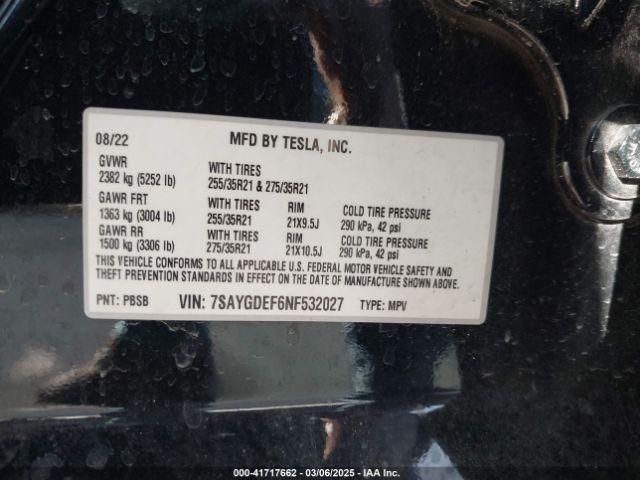 08/22 MFD BY TESLA, INC.
GVWR WITH TIRES
2382 kg (5252 lb) 255/35R21 & 275/35R21
GAWR FRT WITH TIRES RIM COLD TIRE PRESSURE
1363 kg (3004 lb) 255/35R21 21X9.5J 290 kPa, 42 psi
GAWR RR WITH TIRES RIM COLD TIRE PRESSURE
1500 kg (3306 lb) 275/35R21 21X10.5J 290 kPa, 42 psi
THIS VEHICLE CONFORMS TO ALL APPLICABLE U.S. FEDERAL MOTOR VEHICLE SAFETY AND
THEFT PREVENTION STANDARDS IN EFFECT ON THE DATE OF MANUFACTURE SHOWN ABOVE.
PNT: PBSB VIN: 7SAYGDEF6NF532027 TYPE: MPV
000-41717662 — 03/06/2025 - IAA Inc.